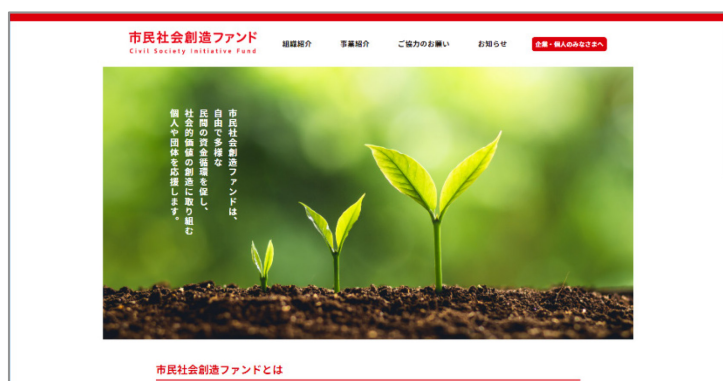 市民社会創造ファンド
Civil Society Initiative Fund
組織紹介
事業紹介
ご協力のお願い
お知らせ
企業・個人のみなさまへ
市民社会創造ファンドは、
自由で多様な
民間の資金循環を促し、
社会的価値の創造に取り組む
個人や団体を応援します。
市民社会創造ファンドとは